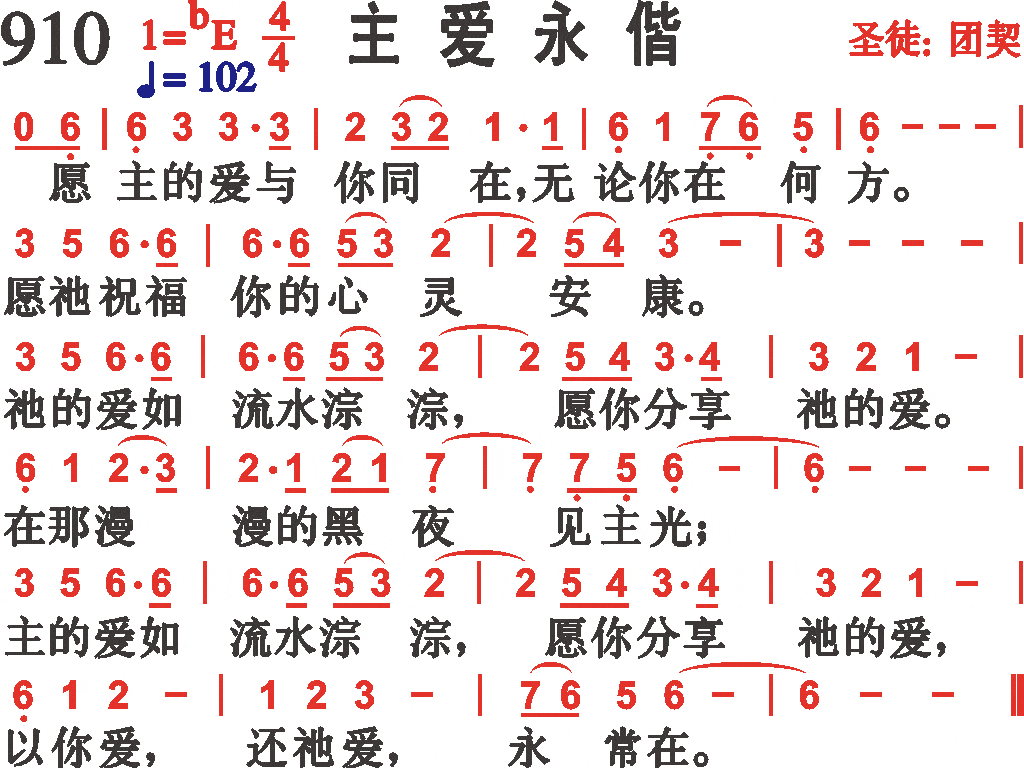 910 1=bE 4/4 主爱永偕 圣徒：团契
♩=102
0 6 | 6 3 3·3 | 2 3 2 1·1 | 6 1 7 6 5 | 6 - - - |
愿 主的爱与 你同 在,无 论你在 何 方。
3 5 6·6 | 6·6 5 3 2 | 2 5 4 3 - | 3 - - - |
愿祂祝福 你的心 灵 安 康。
3 5 6·6 | 6·6 5 3 2 | 2 5 4 3·4 | 3 2 1 - |
祂的爱如 流水淙 淙， 愿你分享 祂的爱。
6 1 2·3 | 2·1 2 1 7 | 7 7 5 6 - | 6 - - - |
在那漫 漫的黑 夜 见主光；
3 5 6·6 | 6·6 5 3 2 | 2 5 4 3·4 | 3 2 1 - |
主的爱如 流水淙 淙， 愿你分享 祂的爱，
6 1 2 - | 1 2 3 - | 7 6 5 6 - | 6 - - ‖
以你爱， 还祂爱， 永 常在。